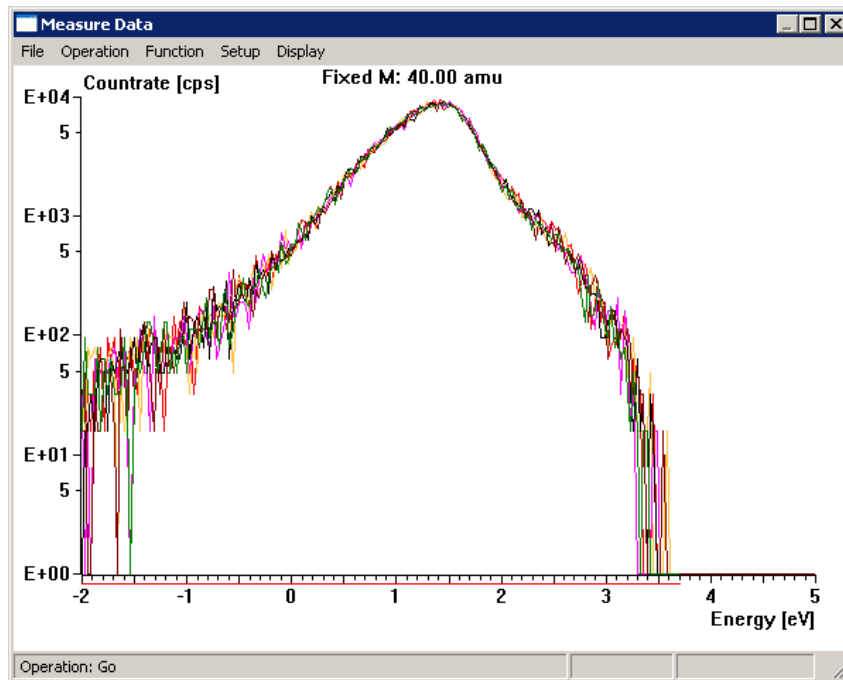 Measure Data
File Operation Function Setup Display
Countrate [cps]
Fixed M: 40.00 amu
E+04
5
E+03
5
E+02
5
E+01
5
E+00
-2 -1 0 1 2 3 4 5
Energy [eV]
Operation: Go